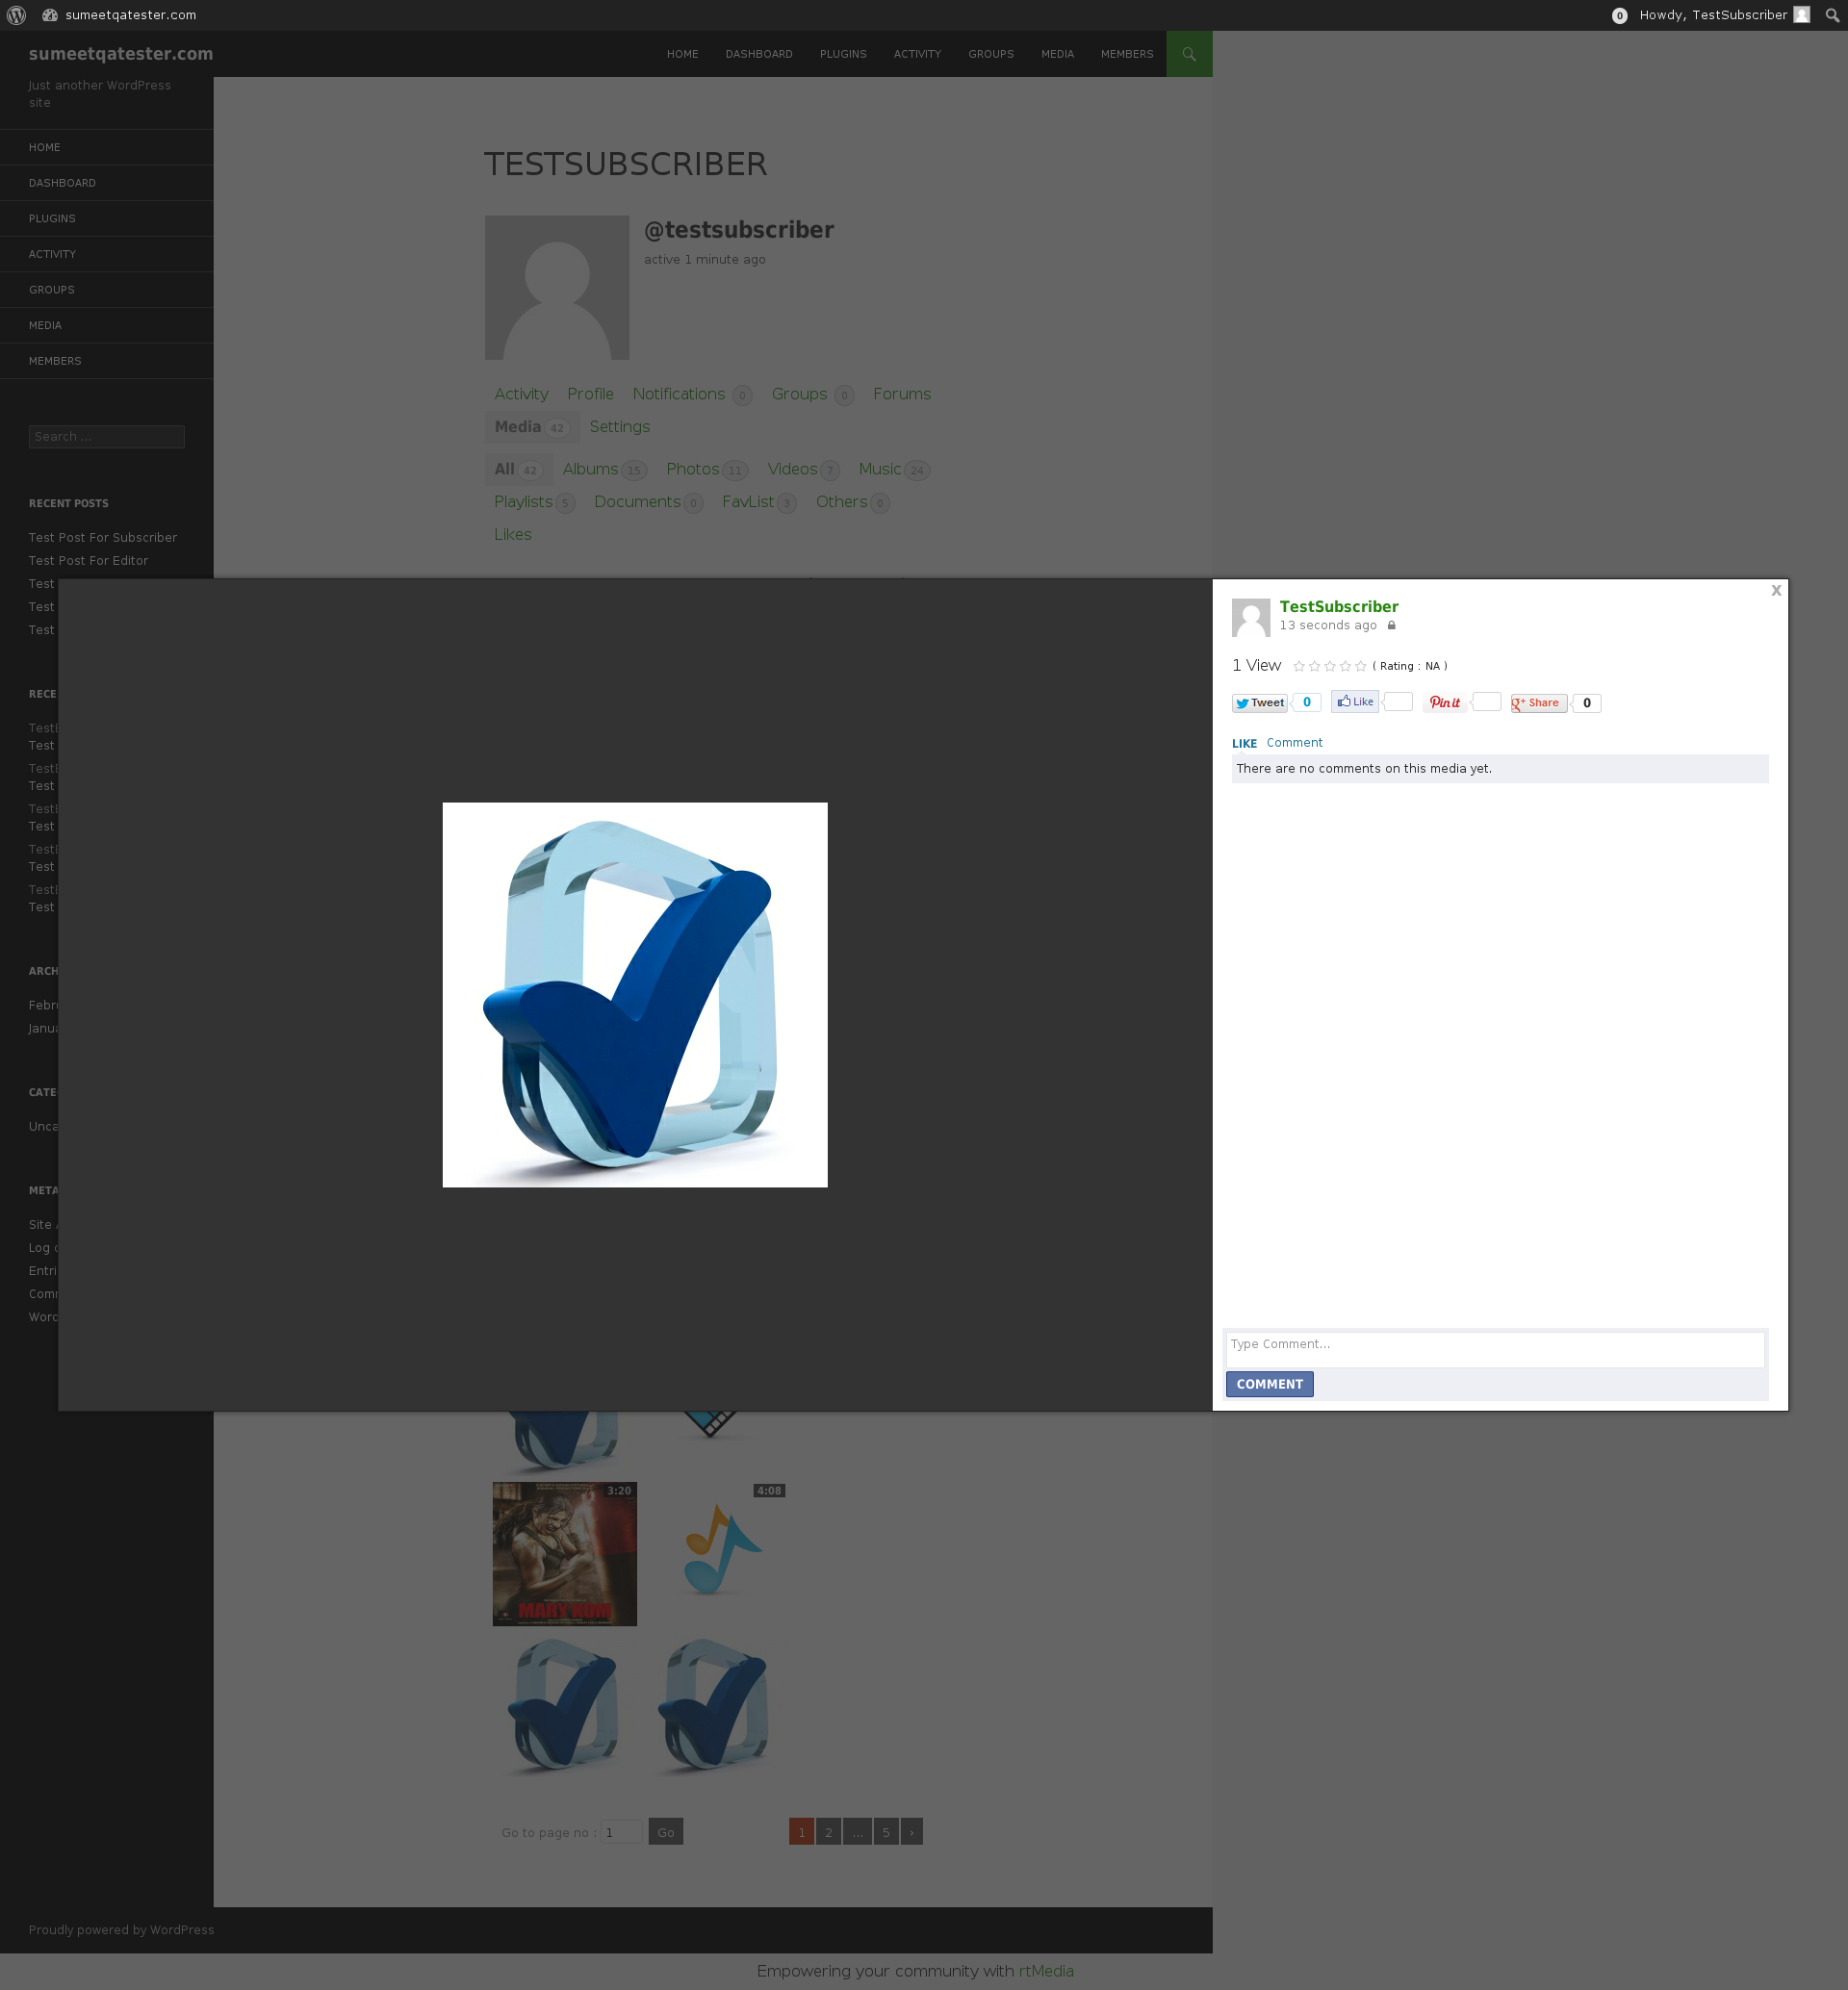 sumeetqatester.com
0 Howdy, TestSubscriber
sumeetqatester.com
HOME DASHBOARD PLUGINS ACTIVITY GROUPS MEDIA MEMBERS
Just another WordPress
site
HOME
DASHBOARD
PLUGINS
ACTIVITY
GROUPS
MEDIA
MEMBERS
Search ...
RECENT POSTS
Test Post For Subscriber
Test Post For Editor
Test
Test
Test
TESTSUBSCRIBER
@testsubscriber
active 1 minute ago
Activity Profile Notifications 0 Groups 0 Forums
Media 42 Settings
All 42 Albums 15 Photos 11 Videos 7 Music 24
Playlists 5 Documents 0 FavList 3 Others 0
Likes
x
TestSubscriber
13 seconds ago
1 View ( Rating : NA )
Tweet 0 Like Pin it g+ Share 0
LIKE Comment
There are no comments on this media yet.
Type Comment...
COMMENT
RECE
Test
Test
Test
Test
Test
Test
Test
Test
Test
Test
ARCH
Febru
Janua
CATE
Unca
META
Site
Log
Entri
Comm
Word
3:20 4:08
MARY KOM
Go to page no : 1 Go 1 2 ... 5 ›
Proudly powered by WordPress
Empowering your community with rtMedia